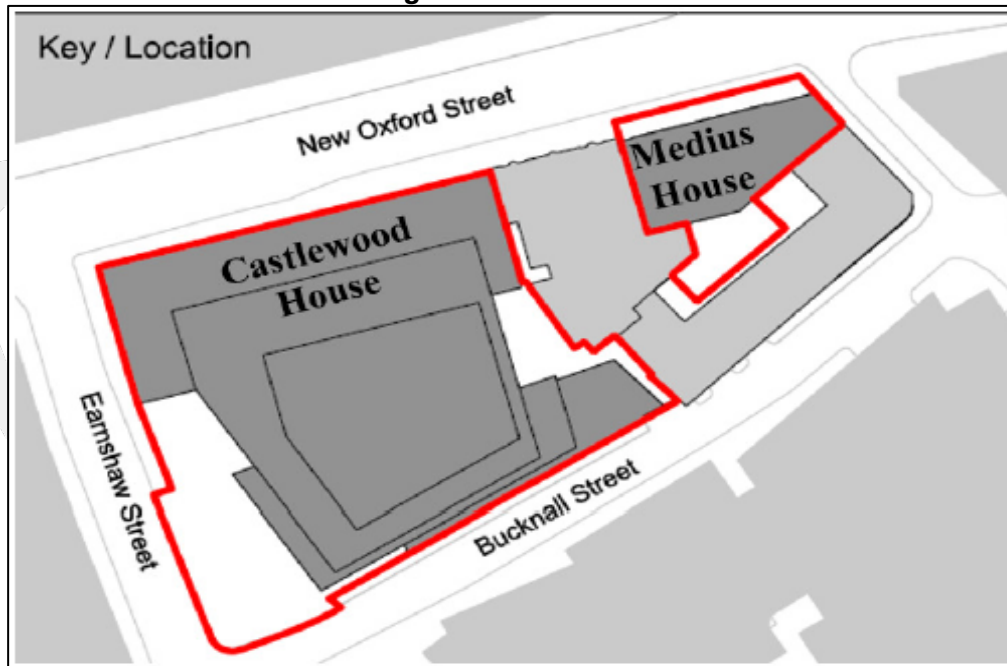 Key / Location
New Oxford Street
Medius
House
Castlewood
House
Earnshaw Street
Bucknall Street